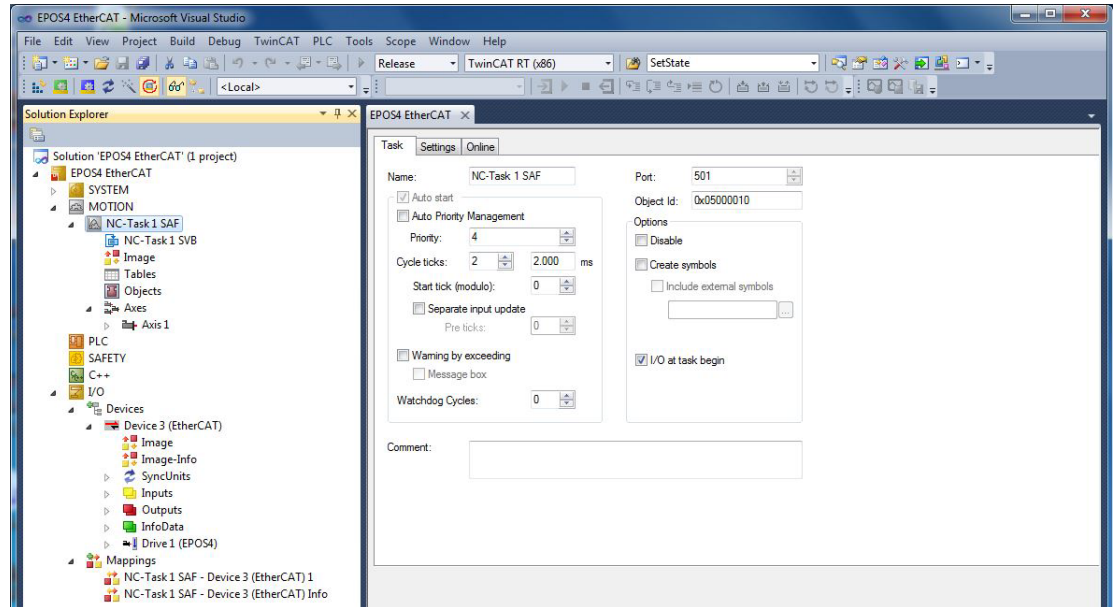 EPOS4 EtherCAT - Microsoft Visual Studio
File Edit View Project Build Debug TwinCAT PLC Tools Scope Window Help
Release TwinCAT RT (x86) SetState
<Local>
Solution Explorer
Solution 'EPOS4 EtherCAT' (1 project)
EPOS4 EtherCAT
SYSTEM
MOTION
NC-Task 1 SAF
NC-Task 1 SVB
Image
Tables
Objects
Axes
Axis 1
PLC
SAFETY
C++
I/O
Devices
Device 3 (EtherCAT)
Image
Image-Info
SyncUnits
Inputs
Outputs
InfoData
Drive 1 (EPOS4)
Mappings
NC-Task 1 SAF - Device 3 (EtherCAT) 1
NC-Task 1 SAF - Device 3 (EtherCAT) Info
EPOS4 EtherCAT
Task Settings Online
Name: NC-Task 1 SAF
Auto start
Auto Priority Management
Priority: 4
Cycle ticks: 2 2.000 ms
Start tick (modulo): 0
Separate input update
Pre ticks: 0
Warning by exceeding
Message box
Watchdog Cycles: 0
Port: 501
Object Id: 0x05000010
Options
Disable
Create symbols
Include external symbols
...
I/O at task begin
Comment: